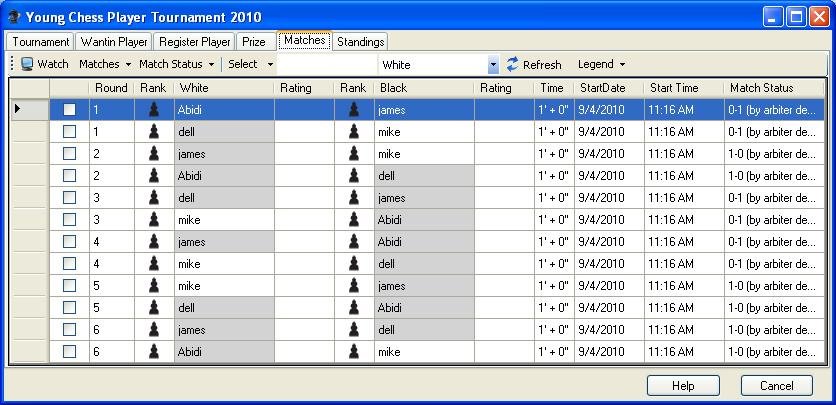 Young Chess Player Tournament 2010
Tournament Wantin Player Register Player Prize Matches Standings
Watch Matches Match Status Select White Refresh Legend
Round Rank White Rating Rank Black Rating Time StartDate Start Time Match Status
1 Abidi james 1' + 0" 9/4/2010 11:16 AM 0-1 (by arbiter de...
1 dell mike 1' + 0" 9/4/2010 11:16 AM 0-1 (by arbiter de...
2 james mike 1' + 0" 9/4/2010 11:16 AM 1-0 (by arbiter de...
2 Abidi dell 1' + 0" 9/4/2010 11:16 AM 1-0 (by arbiter de...
3 dell james 1' + 0" 9/4/2010 11:16 AM 0-1 (by arbiter de...
3 mike Abidi 1' + 0" 9/4/2010 11:16 AM 0-1 (by arbiter de...
4 james Abidi 1' + 0" 9/4/2010 11:16 AM 0-1 (by arbiter de...
4 mike dell 1' + 0" 9/4/2010 11:16 AM 0-1 (by arbiter de...
5 mike james 1' + 0" 9/4/2010 11:16 AM 1-0 (by arbiter de...
5 dell Abidi 1' + 0" 9/4/2010 11:16 AM 1-0 (by arbiter de...
6 james dell 1' + 0" 9/4/2010 11:16 AM 1-0 (by arbiter de...
6 Abidi mike 1' + 0" 9/4/2010 11:16 AM 1-0 (by arbiter de...
Help Cancel